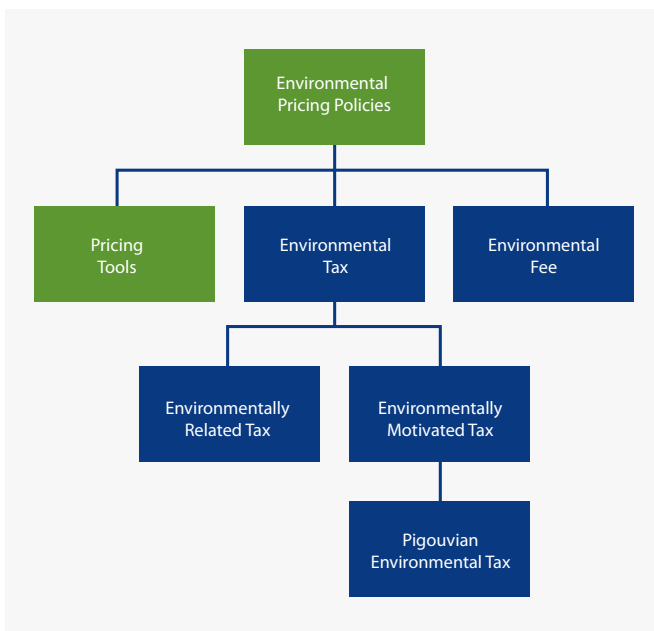 Environmental
Pricing Policies
Pricing
Tools
Environmental
Tax
Environmental
Fee
Environmentally
Related Tax
Environmentally
Motivated Tax
Pigouvian
Environmental Tax